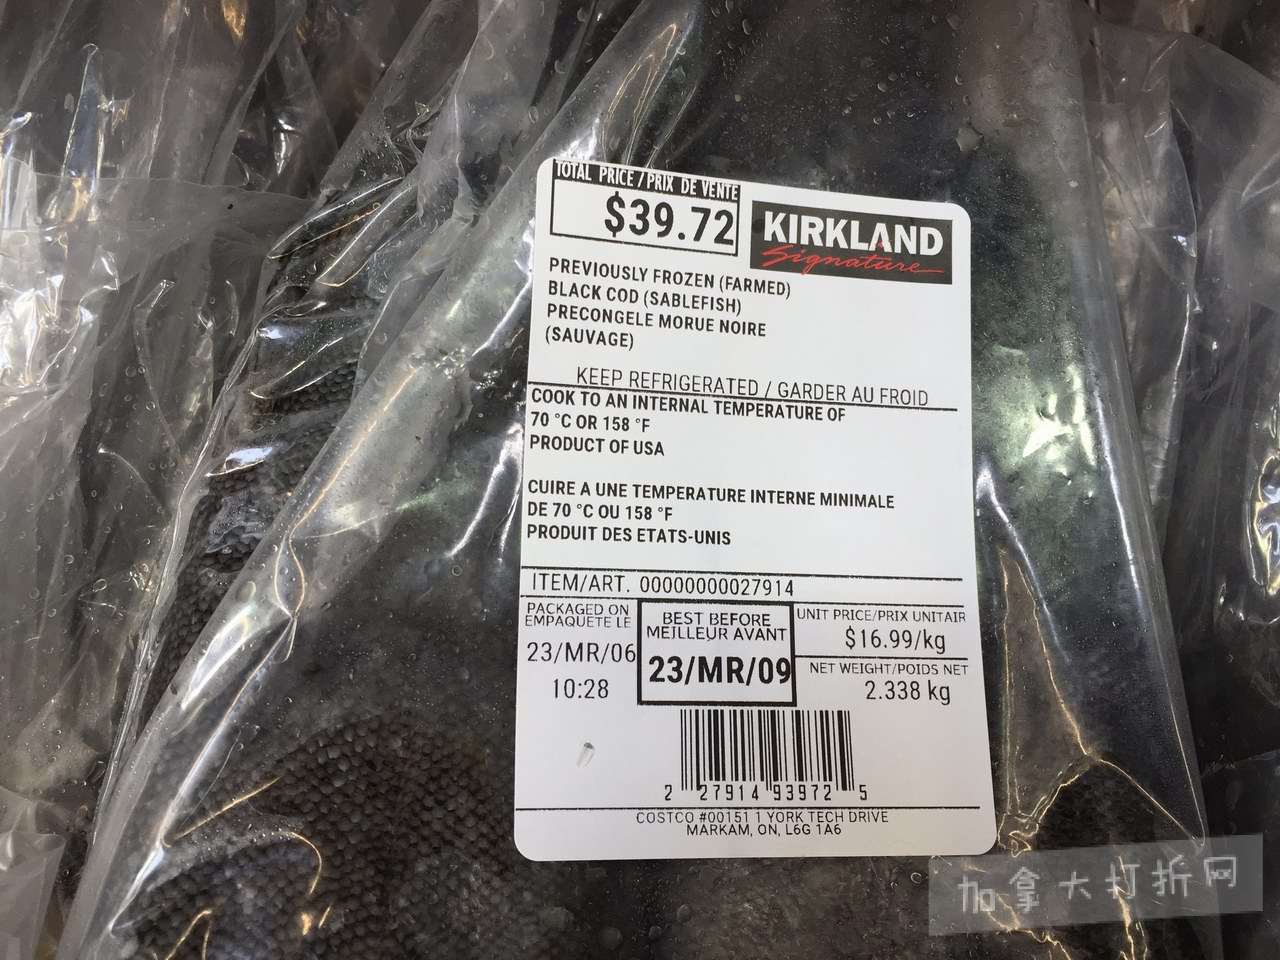 TOTAL PRICE / PRIX DE VENTE
$39.72
KIRKLAND
Signature
PREVIOUSLY FROZEN (FARMED)
BLACK COD (SABLEFISH)
PRECONGELE MORUE NOIRE
(SAUVAGE)
KEEP REFRIGERATED / GARDER AU FROID
COOK TO AN INTERNAL TEMPERATURE OF
70 °C OR 158 °F
PRODUCT OF USA
CUIRE A UNE TEMPERATURE INTERNE MINIMALE
DE 70 °C OU 158 °F
PRODUIT DES ETATS-UNIS
ITEM/ART. 00000000027914
PACKAGED ON
EMPAQUETE LE
23/MR/06
10:28
BEST BEFORE
MEILLEUR AVANT
23/MR/09
UNIT PRICE/PRIX UNITAIR
$16.99/kg
NET WEIGHT/POIDS NET
2.338 kg
2 27914 93972 5
COSTCO #00151 1 YORK TECH DRIVE
MARKAM, ON, L6G 1A6
加拿大打折网